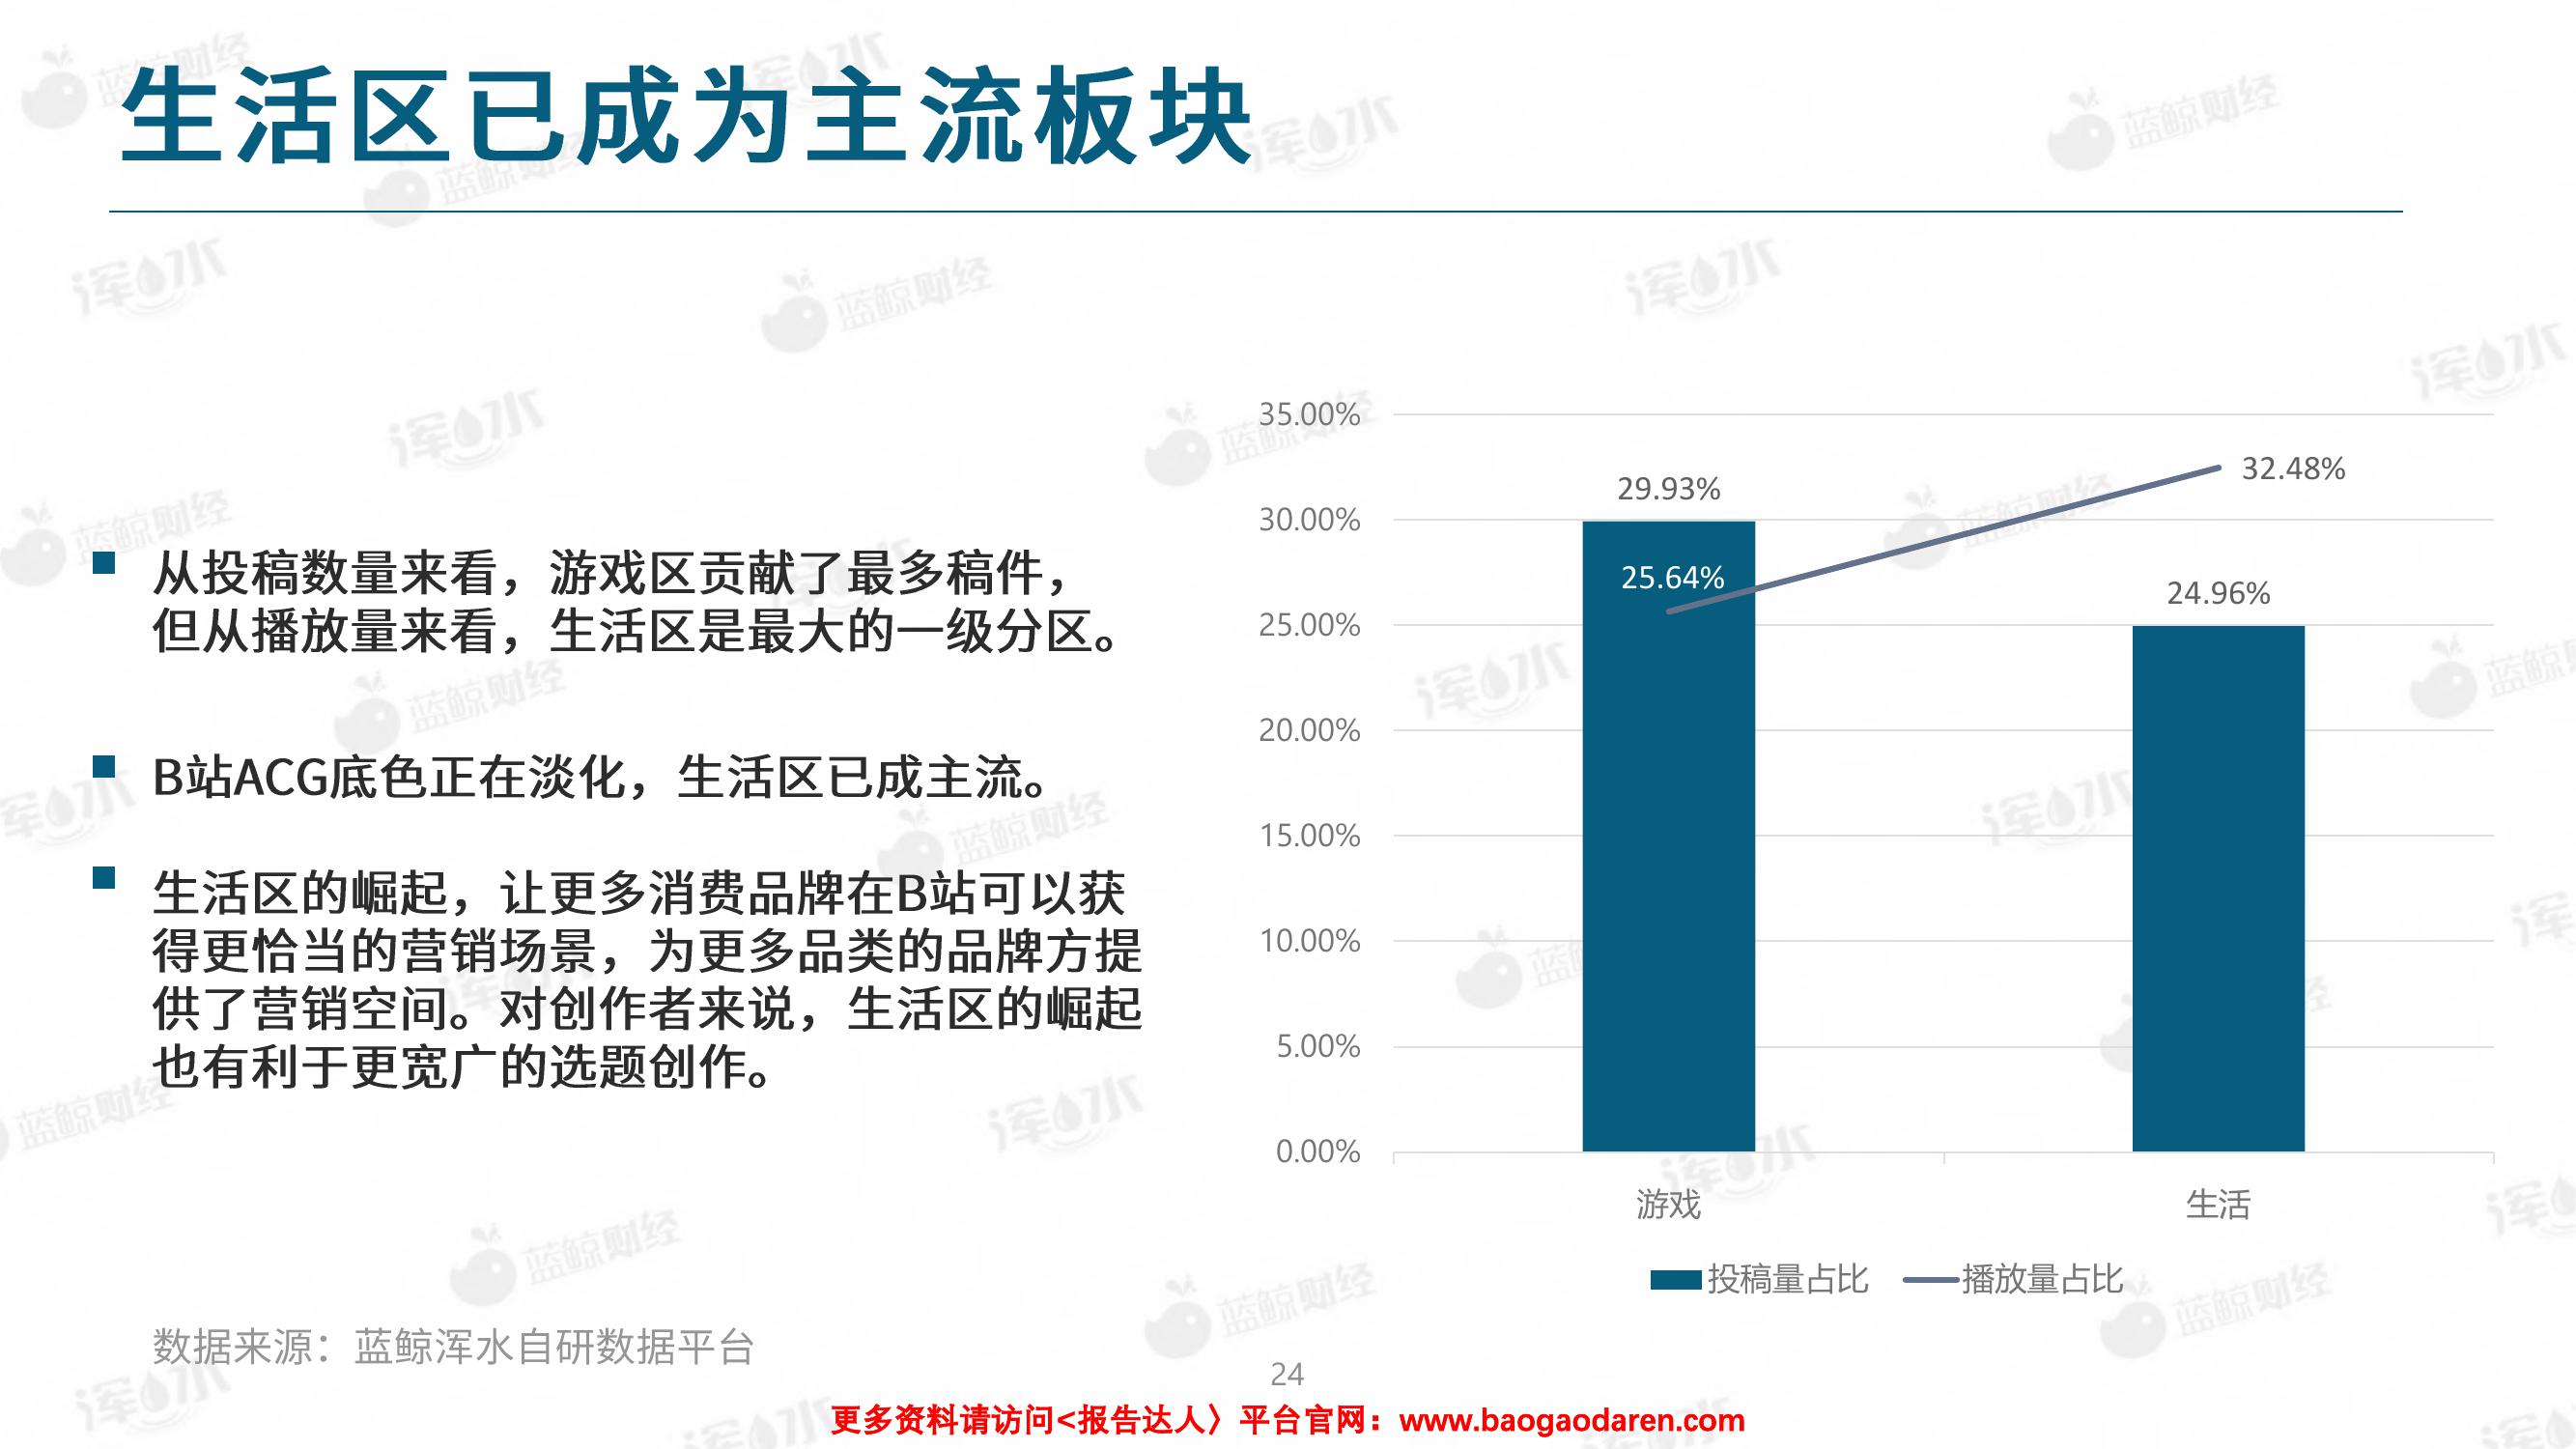 生活区已成为主流板块
从投稿数量来看，游戏区贡献了最多稿件，
但从播放量来看，生活区是最大的一级分区。
B站ACG底色正在淡化，生活区已成主流。
生活区的崛起，让更多消费品牌在B站可以获
得更恰当的营销场景，为更多品类的品牌方提
供了营销空间。对创作者来说，生活区的崛起
也有利于更宽广的选题创作。
35.00%
30.00%
25.00%
20.00%
15.00%
10.00%
5.00%
0.00%
29.93%
25.64%
32.48%
24.96%
游戏
生活
投稿量占比
播放量占比
数据来源：蓝鲸浑水自研数据平台
24
更多资料请访问<报告达人〉平台官网：www.baogaodaren.com
蓝鲸财经
浑水